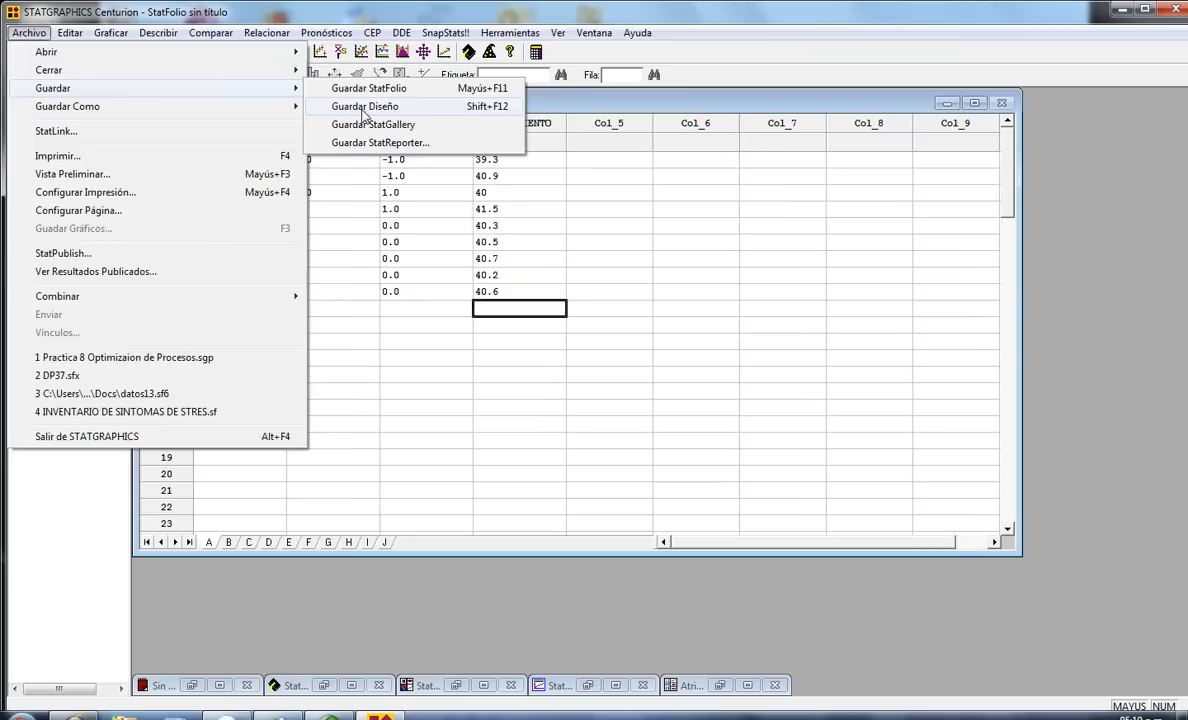 STATGRAPHICS Centurion - StatFolio sin título
Archivo Editar Graficar Describir Comparar Relacionar Pronósticos CEP DDE SnapStats!! Herramientas Ver Ventana Ayuda
Abrir
Cerrar
Etiqueta: Fila:
Guardar
Guardar StatFolio Mayús+F11
Guardar Como
Guardar Diseño Shift+F12
Guardar StatGallery
Guardar StatReporter...
StatLink...
Imprimir... F4
Vista Preliminar... Mayús+F3
Configurar Impresión... Mayús+F4
Configurar Página...
Guadar Gráficos... F3
StatPublish...
Ver Resultados Publicados...
Combinar
Enviar
Vínculos...
1 Practica 8 Optimizaion de Procesos.sgp
2 DP37.sfx
3 C:\Users\...\Docs\datos13.sf6
4 INVENTARIO DE SINTOMAS DE STRES.sf
Salir de STATGRAPHICS Alt+F4
Col_5 Col_6 Col_7 Col_8 Col_9
-1.0 39.3
-1.0 40.9
1.0 40
1.0 41.5
0.0 40.3
0.0 40.5
0.0 40.7
0.0 40.2
0.0 40.6
19
20
21
22
23
A B C D E F G H I J
Sin ... Stat... Stat... Stat... Atri...
MAYUS NUM